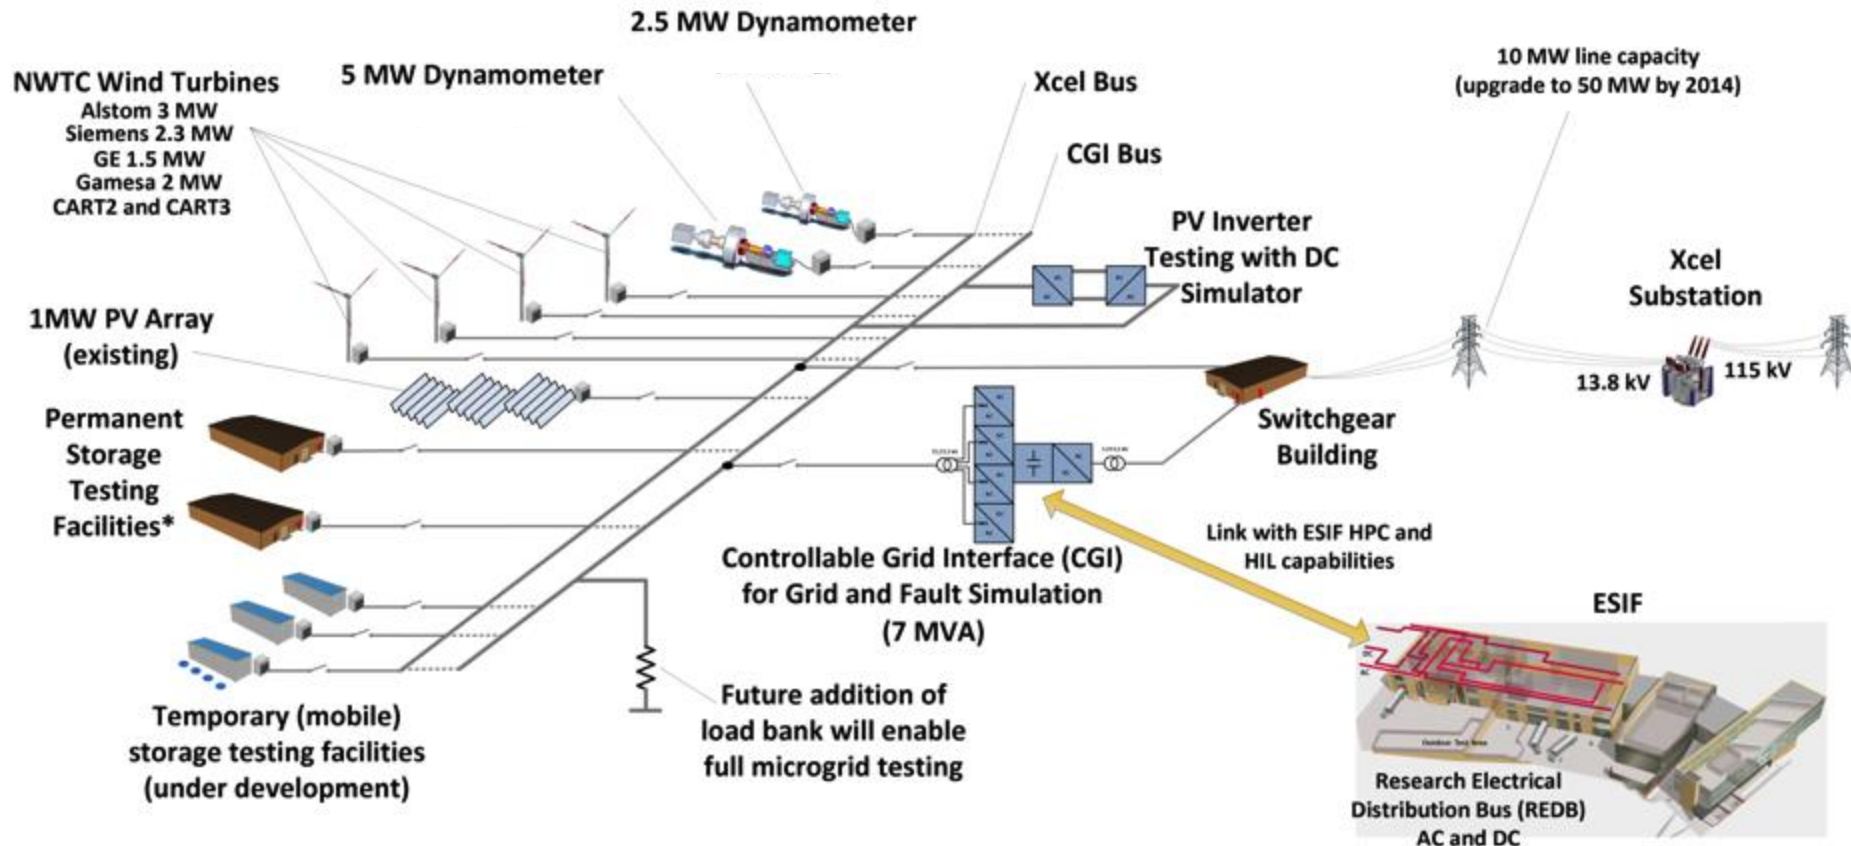 2.5 MW Dynamometer
5 MW Dynamometer
NWTC Wind Turbines
Alstom 3 MW
Siemens 2.3 MW
GE 1.5 MW
Gamesa 2 MW
CART2 and CART3
Xcel Bus
CGI Bus
10 MW line capacity
(upgrade to 50 MW by 2014)
PV Inverter
Testing with DC
Simulator
Xcel
Substation
13.8 kV
115 kV
1MW PV Array
(existing)
Permanent
Storage
Testing
Facilities*
Switchgear
Building
Controllable Grid Interface (CGI)
for Grid and Fault Simulation
(7 MVA)
Link with ESIF HPC and
HIL capabilities
ESIF
DC
AC
Outdoor Test Area
Research Electrical
Distribution Bus (REDB)
AC and DC
Temporary (mobile)
storage testing facilities
(under development)
Future addition of
load bank will enable
full microgrid testing